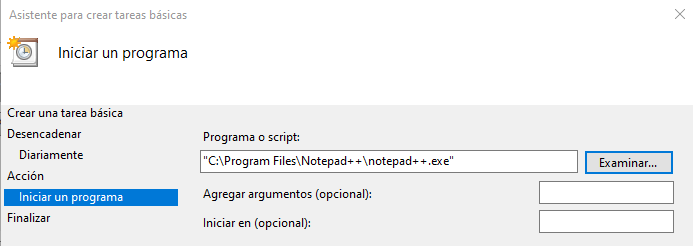 Asistente para crear tareas básicas
Iniciar un programa
Crear una tarea básica
Desencadenar
Diariamente
Acción
Iniciar un programa
Finalizar
Programa o script:
"C:\Program Files\Notepad++\notepad++.exe"
Examinar...
Agregar argumentos (opcional):
Iniciar en (opcional):